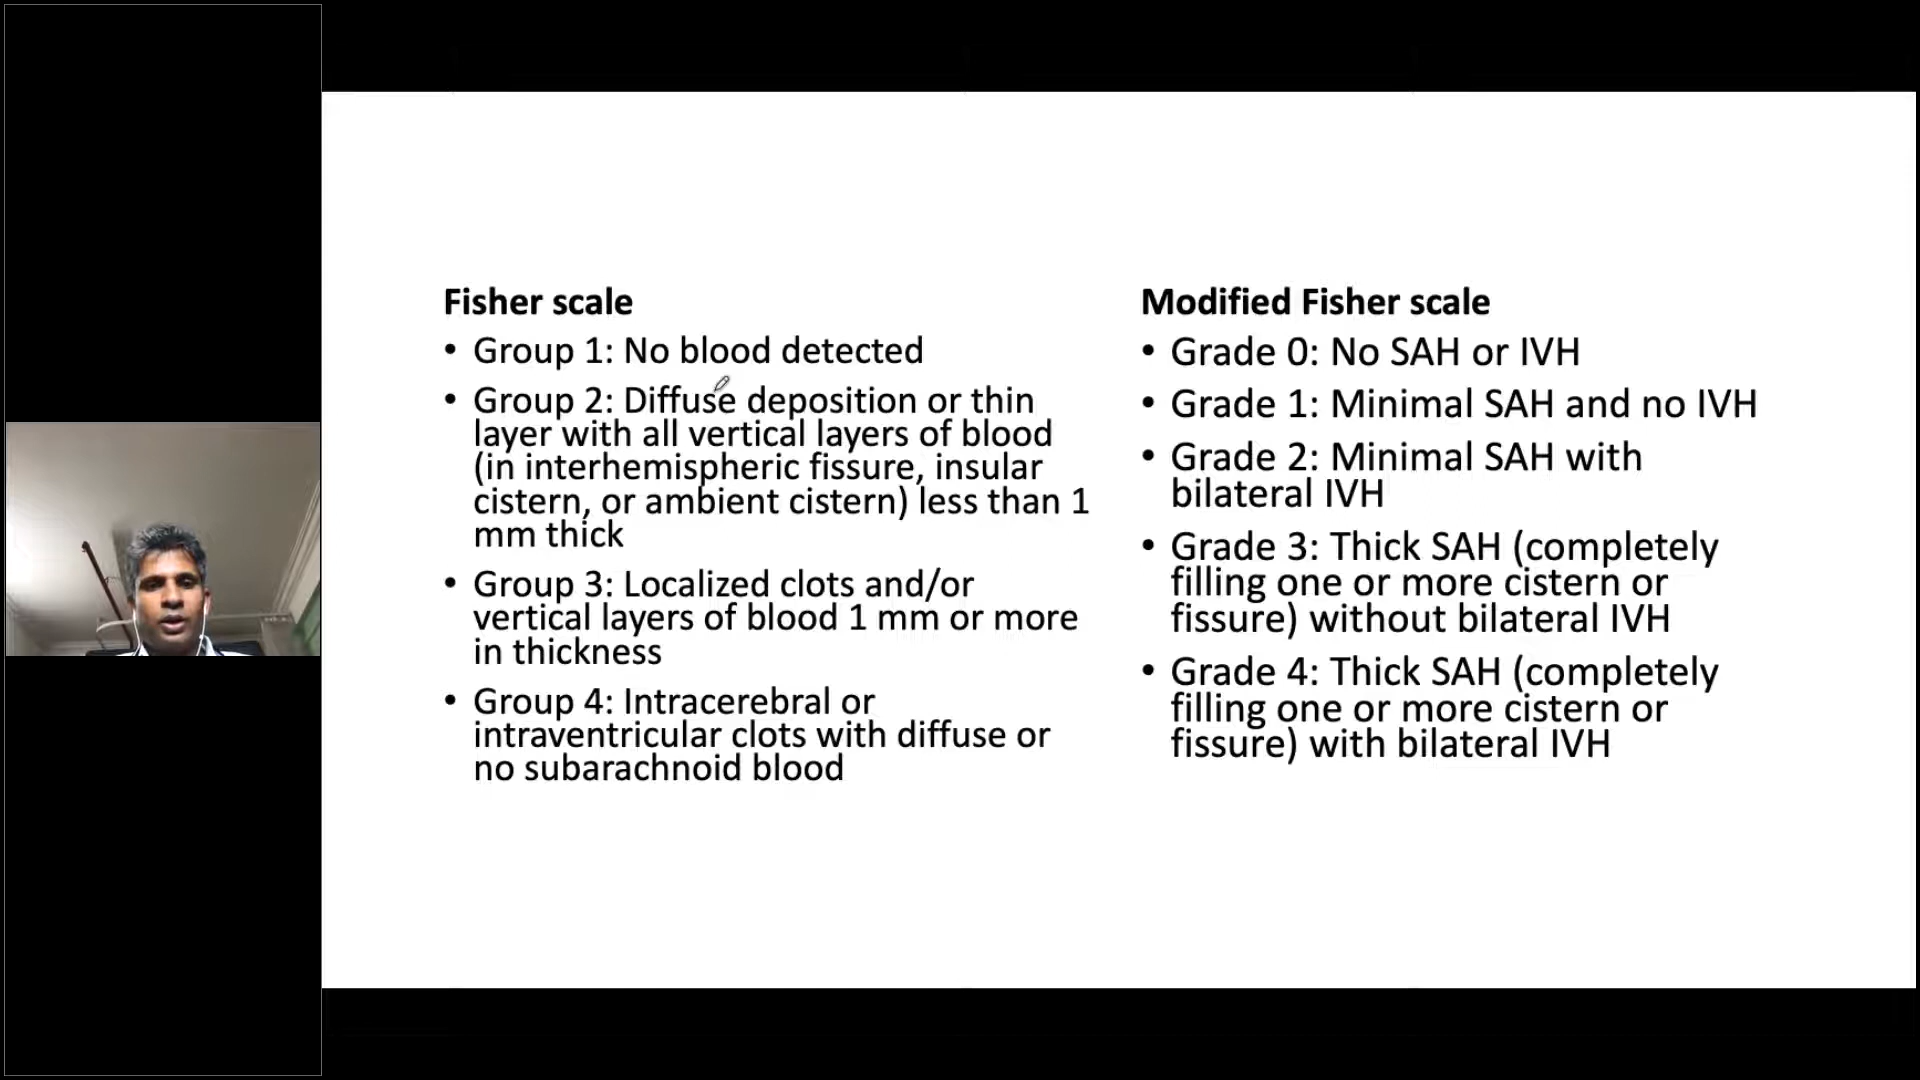 Fisher scale
• Group 1: No blood detected
• Group 2: Diffuse deposition or thin
layer with all vertical layers of blood
(in interhemispheric fissure, insular
cistern, or ambient cistern) less than 1
mm thick
• Group 3: Localized clots and/or
vertical layers of blood 1 mm or more
in thickness
• Group 4: Intracerebral or
intraventricular clots with diffuse or
no subarachnoid blood
Modified Fisher scale
• Grade 0: No SAH or IVH
• Grade 1: Minimal SAH and no IVH
• Grade 2: Minimal SAH with
bilateral IVH
• Grade 3: Thick SAH (completely
filling one or more cistern or
fissure) without bilateral IVH
• Grade 4: Thick SAH (completely
filling one or more cistern or
fissure) with bilateral IVH